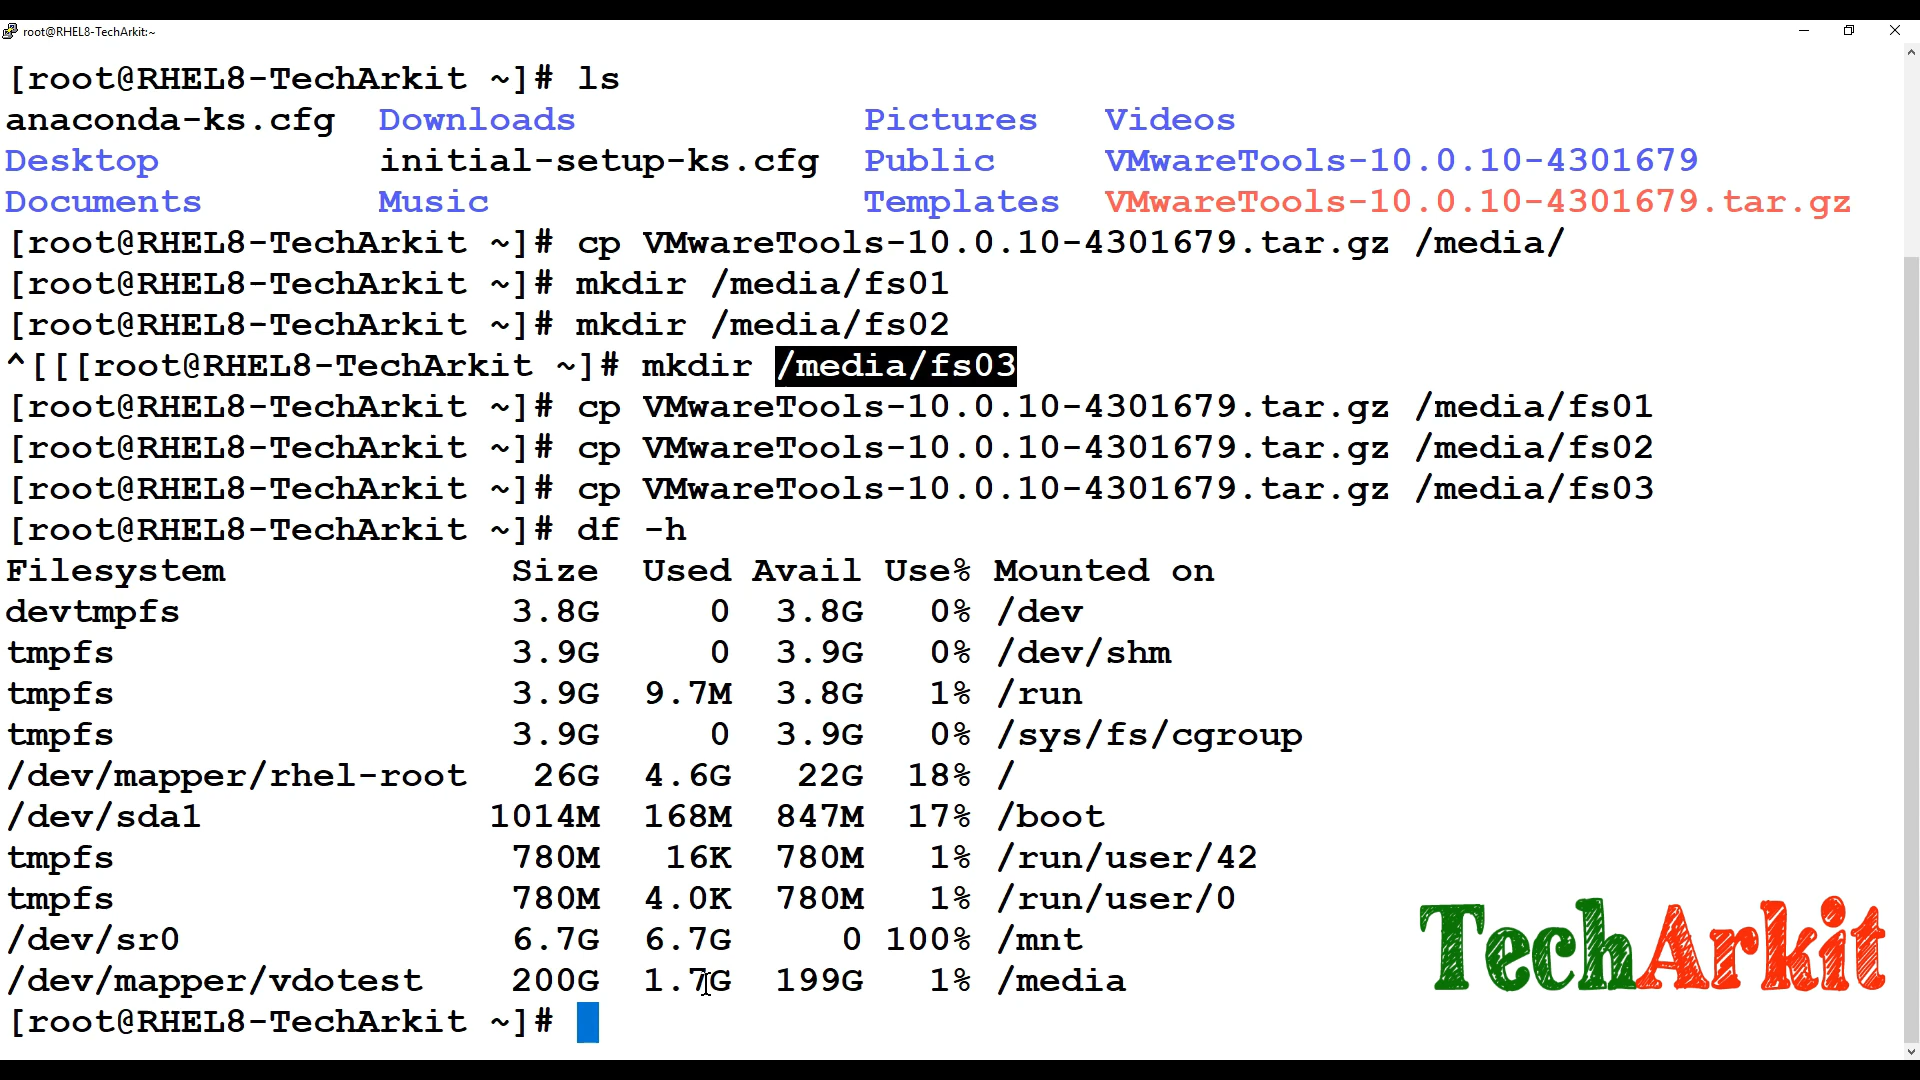 root@RHEL8-TechArkit:~
[root@RHEL8-TechArkit ~]# ls
anaconda-ks.cfg  Downloads             Pictures   Videos
Desktop          initial-setup-ks.cfg  Public     VMwareTools-10.0.10-4301679
Documents        Music                 Templates  VMwareTools-10.0.10-4301679.tar.gz
[root@RHEL8-TechArkit ~]# cp VMwareTools-10.0.10-4301679.tar.gz /media/
[root@RHEL8-TechArkit ~]# mkdir /media/fs01
[root@RHEL8-TechArkit ~]# mkdir /media/fs02
^[[[root@RHEL8-TechArkit ~]# mkdir /media/fs03
[root@RHEL8-TechArkit ~]# cp VMwareTools-10.0.10-4301679.tar.gz /media/fs01
[root@RHEL8-TechArkit ~]# cp VMwareTools-10.0.10-4301679.tar.gz /media/fs02
[root@RHEL8-TechArkit ~]# cp VMwareTools-10.0.10-4301679.tar.gz /media/fs03
[root@RHEL8-TechArkit ~]# df -h
Filesystem             Size  Used Avail Use% Mounted on
devtmpfs               3.8G     0  3.8G   0% /dev
tmpfs                  3.9G     0  3.9G   0% /dev/shm
tmpfs                  3.9G  9.7M  3.8G   1% /run
tmpfs                  3.9G     0  3.9G   0% /sys/fs/cgroup
/dev/mapper/rhel-root   26G  4.6G   22G  18% /
/dev/sda1             1014M  168M  847M  17% /boot
tmpfs                  780M   16K  780M   1% /run/user/42
tmpfs                  780M  4.0K  780M   1% /run/user/0
/dev/sr0               6.7G  6.7G     0 100% /mnt
/dev/mapper/vdotest    200G  1.7G  199G   1% /media
[root@RHEL8-TechArkit ~]#
TechArkit